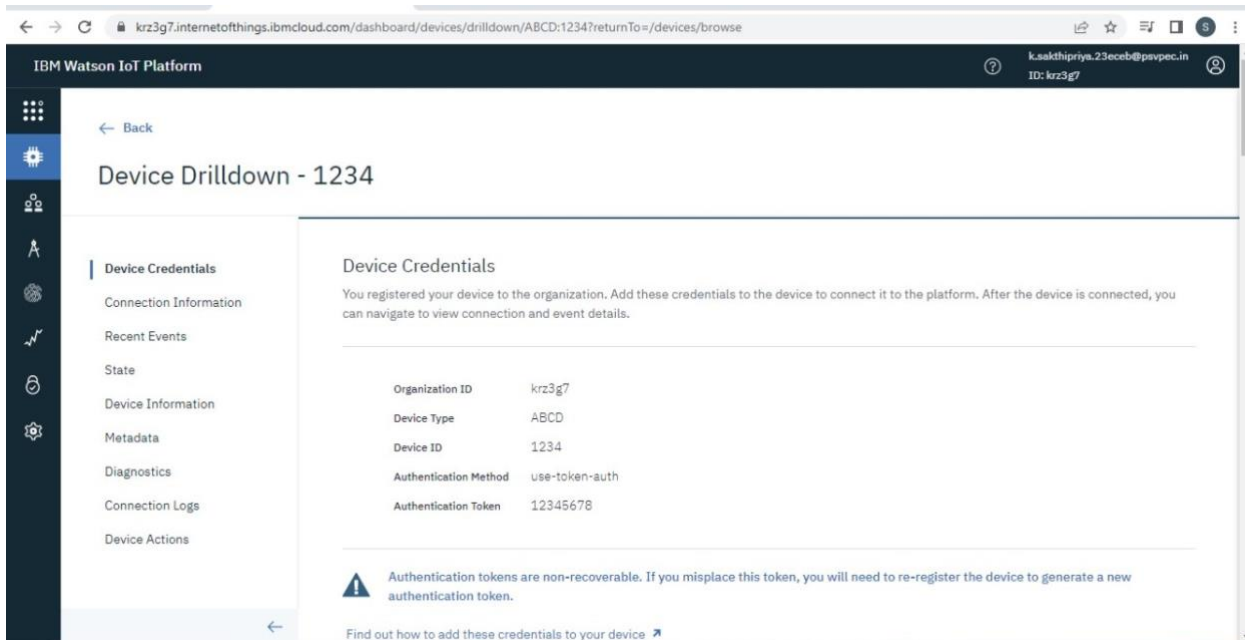 krz3g7.internetofthings.ibmcloud.com/dashboard/devices/drilldown/ABCD:1234?returnTo=/devices/browse
S
IBM Watson IoT Platform
k.sakthipriya.23eceb@psvpec.in
ID: krz3g7
Back
Device Drilldown - 1234
Device Credentials
Connection Information
Recent Events
State
Device Information
Metadata
Diagnostics
Connection Logs
Device Actions
Device Credentials
You registered your device to the organization. Add these credentials to the device to connect it to the platform. After the device is connected, you
can navigate to view connection and event details.
Organization ID krz3g7
Device Type ABCD
Device ID 1234
Authentication Method use-token-auth
Authentication Token 12345678
Authentication tokens are non-recoverable. If you misplace this token, you will need to re-register the device to generate a new
authentication token.
Find out how to add these credentials to your device